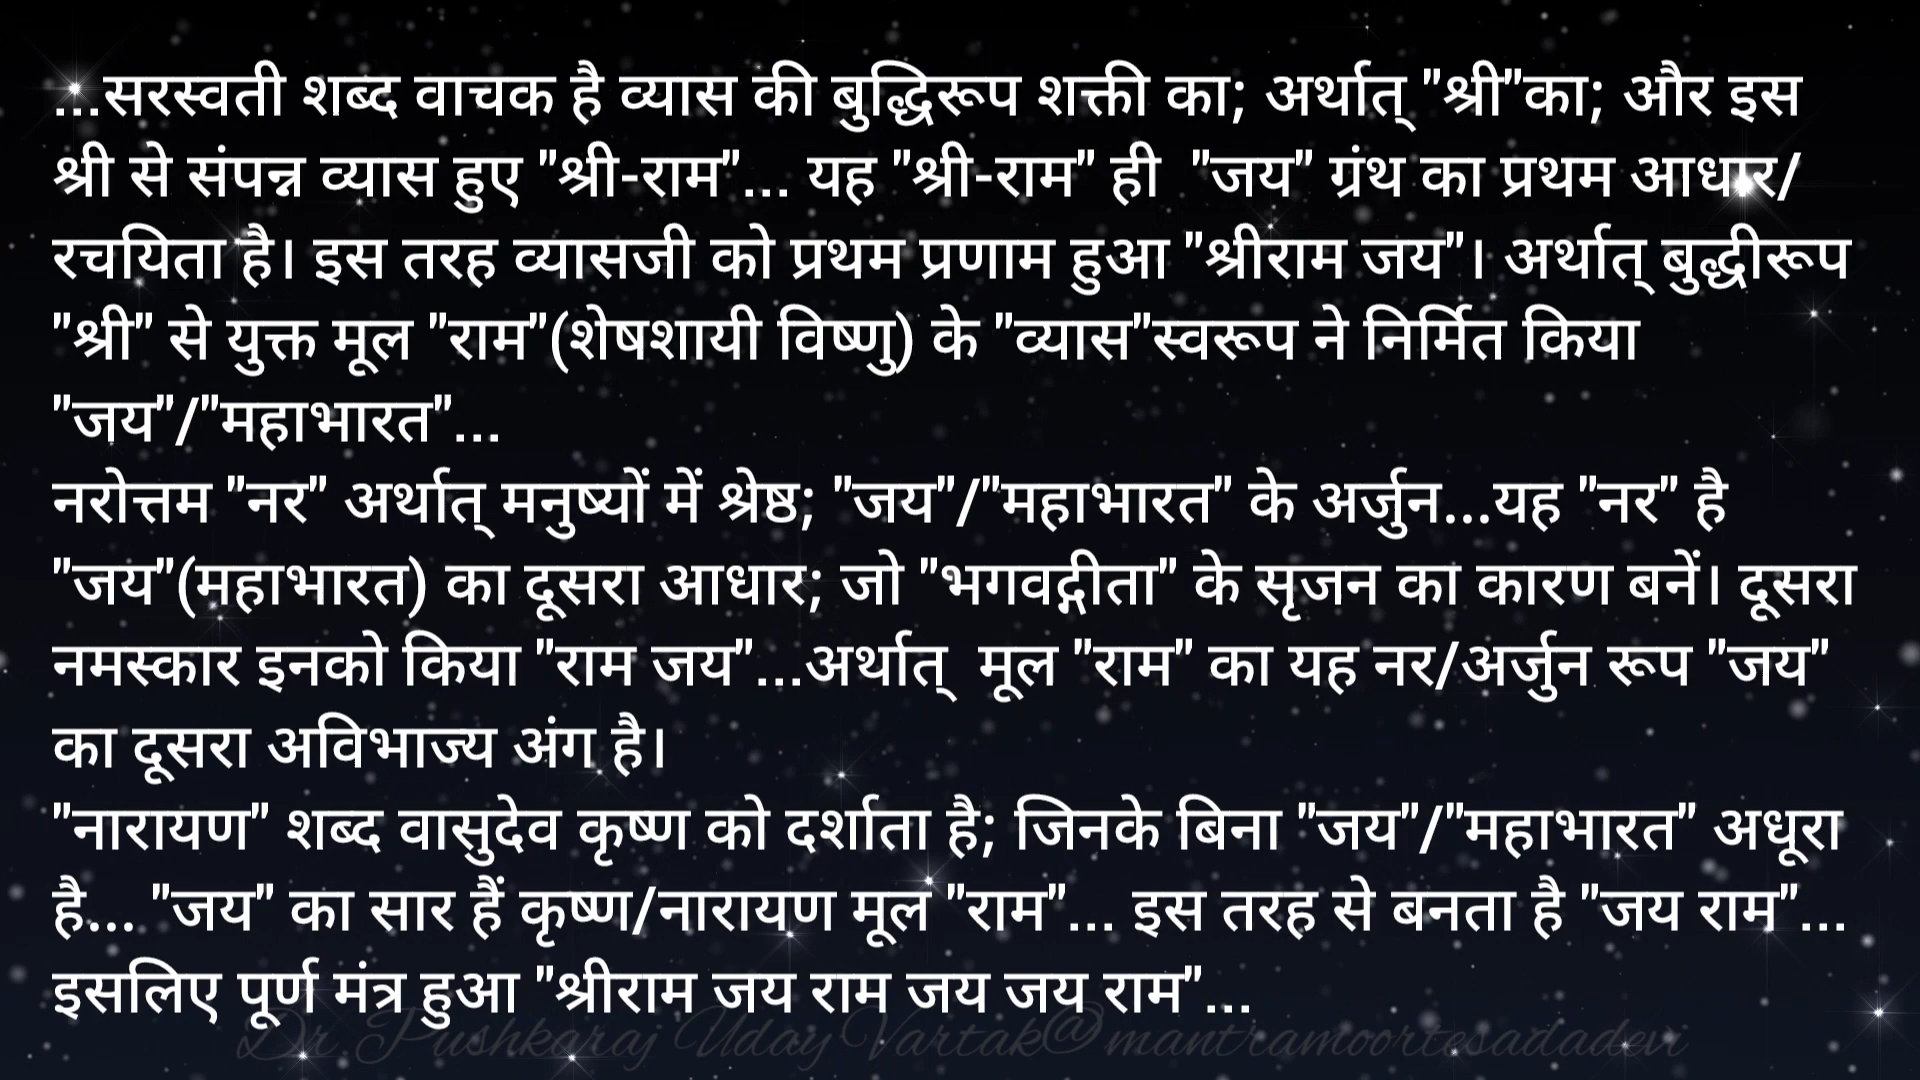 ...सरस्वती शब्द वाचक है व्यास की बुद्धिरूप शक्ती का; अर्थात् "श्री"का; और इस
श्री से संपन्न व्यास हुए "श्री-राम"... यह "श्री-राम" ही "जय" ग्रंथ का प्रथम आधार/
रचयिता है। इस तरह व्यासजी को प्रथम प्रणाम हुआ "श्रीराम जय"। अर्थात् बुद्धीरूप
"श्री" से युक्त मूल "राम"(शेषशायी विष्णु) के "व्यास"स्वरूप ने निर्मित किया
"जय"/"महाभारत"...
नरोत्तम "नर" अर्थात् मनुष्यों में श्रेष्ठ; "जय"/"महाभारत" के अर्जुन...यह "नर" है
"जय"(महाभारत) का दूसरा आधार; जो "भगवद्गीता" के सृजन का कारण बनें। दूसरा
नमस्कार इनको किया "राम जय"...अर्थात् मूल "राम" का यह नर/अर्जुन रूप "जय"
का दूसरा अविभाज्य अंग है।
"नारायण" शब्द वासुदेव कृष्ण को दर्शाता है; जिनके बिना "जय"/"महाभारत" अधूरा
है... "जय" का सार हैं कृष्ण/नारायण मूल "राम"... इस तरह से बनता है "जय राम"...
इसलिए पूर्ण मंत्र हुआ "श्रीराम जय राम जय जय राम"...
Dr. Pushkaraj Uday Vartak@mantramoortesadadevi